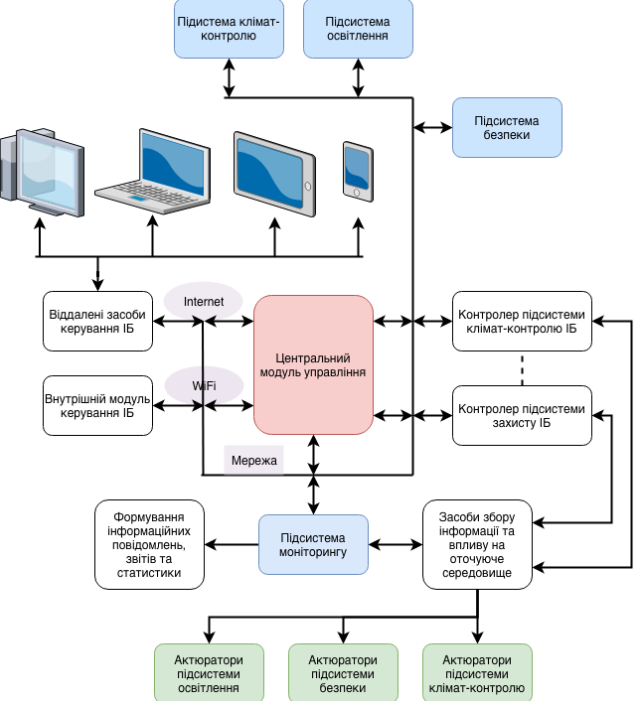 Підистема клімат-
контролю
Підсистема
освітлення
Підсистема
безпеки
Віддалені засоби
керування ІБ
Internet
Центральний
модуль управління
Контролер підсистеми
клімат-контролю ІБ
Внутрішній модуль
керування ІБ
WiFi
Контролер підсистеми
захисту ІБ
Мережа
Формування
інформаційних
повідомлень,
звітів та
статистики
Підсистема
моніторингу
Засоби збору
інформації та
впливу на
оточуюче
середовище
Актюратори
підсистеми
освітлення
Актюратори
підсистеми
безпеки
Актюратори
підсистеми
клімат-контролю